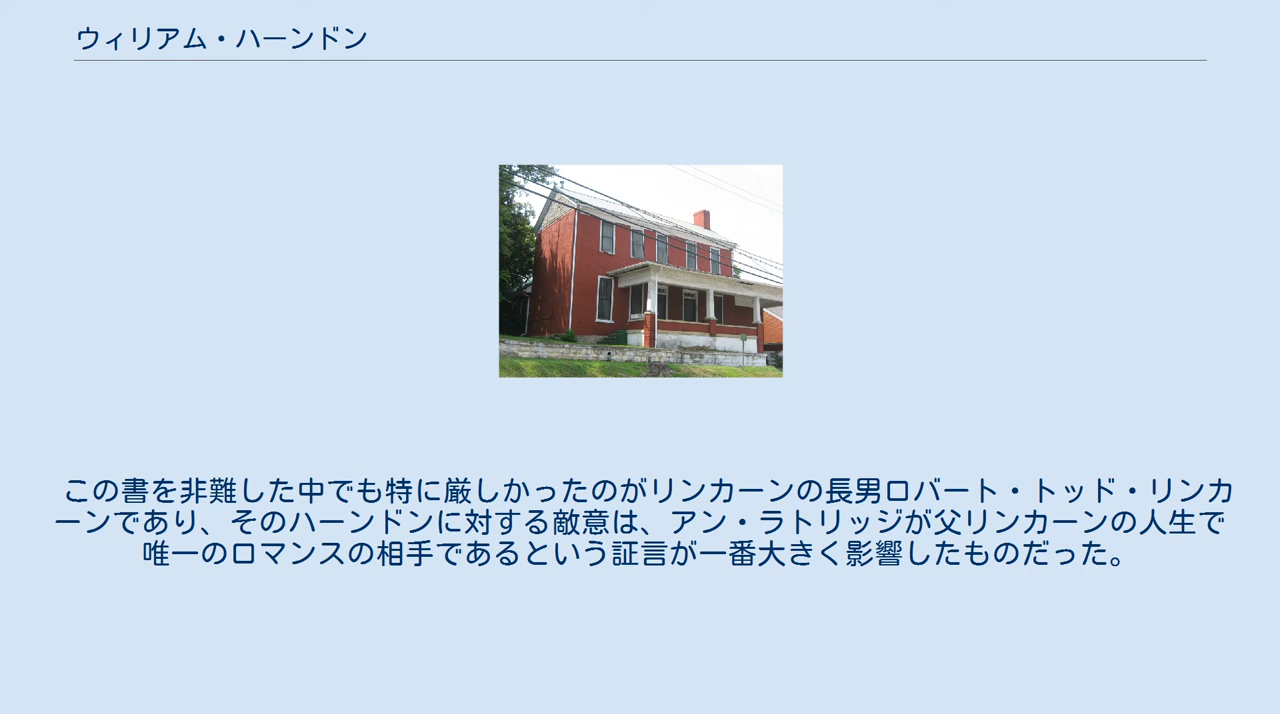 ウィリアム・ハーンドン
この書を非難した中でも特に厳しかったのがリンカーンの長男ロバート・トッド・リンカ
ーンであり、そのハーンドンに対する敵意は、アン・ラトリッジが父リンカーンの人生で
唯一のロマンスの相手であるという証言が一番大きく影響したものだった。